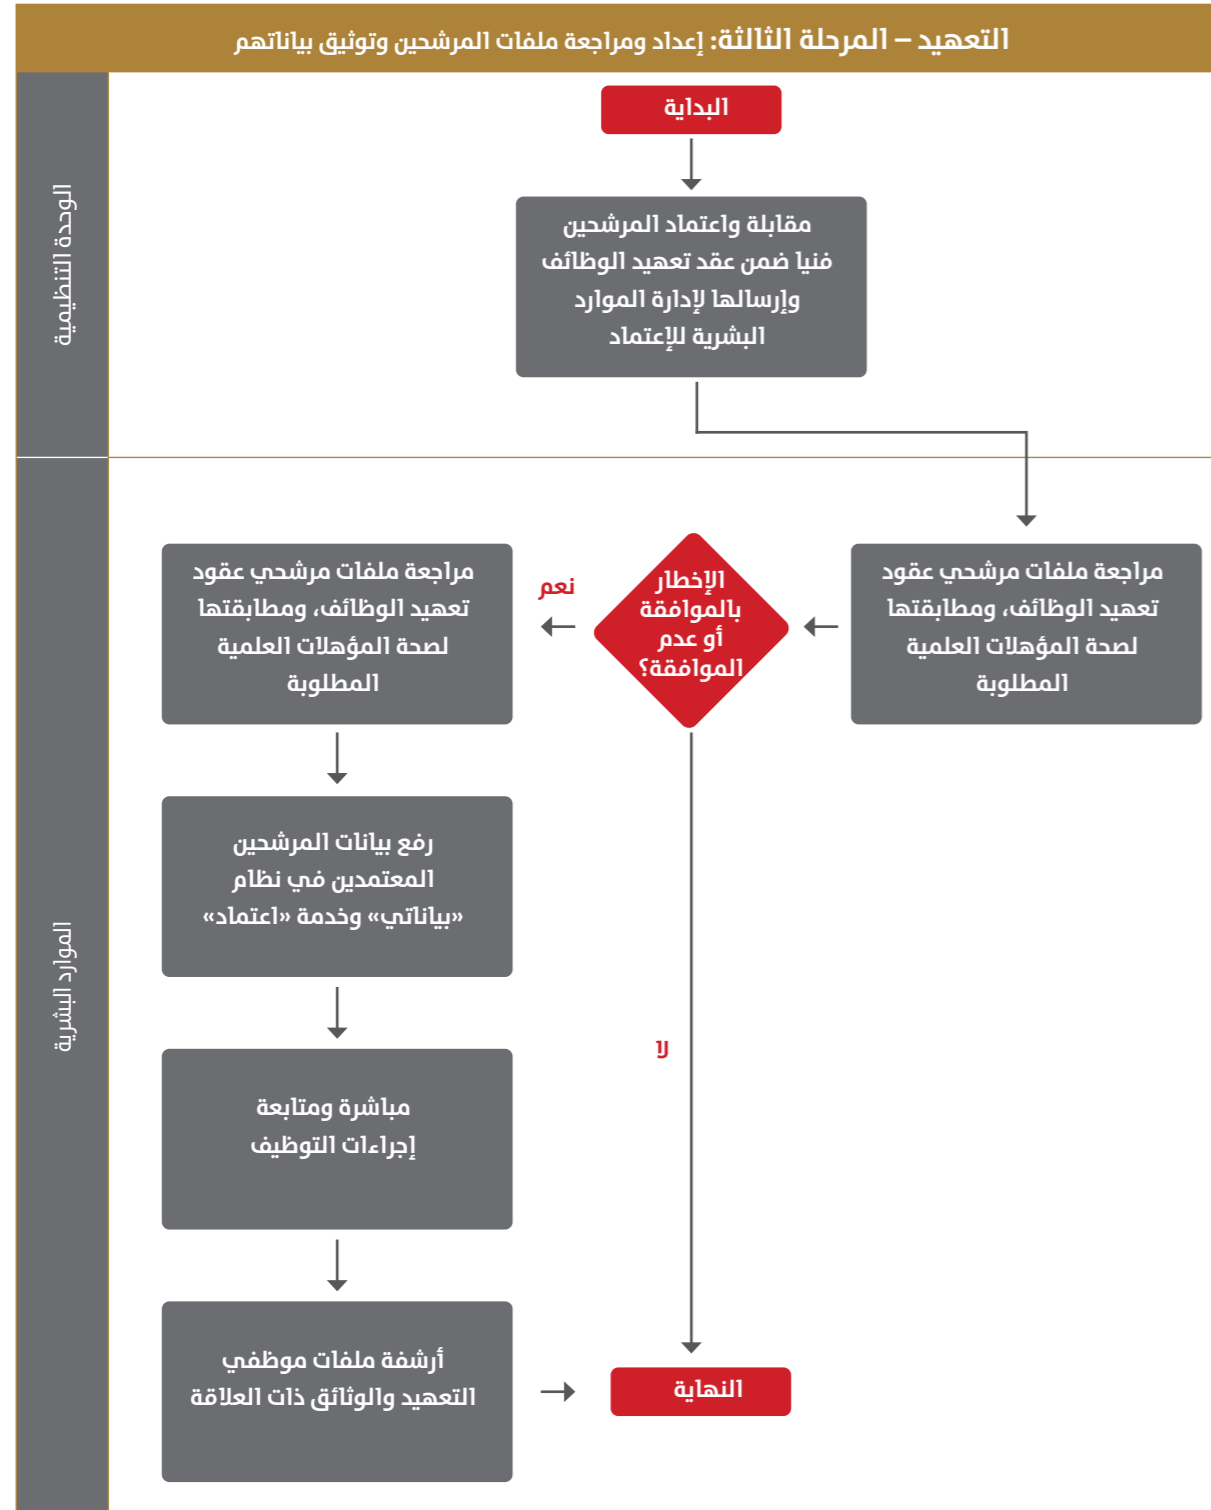 التعهيد – المرحلة الثالثة: إعداد ومراجعة ملفات المرشحين وتوثيق بياناتهم
الوحدة التنظيمية
البداية
مقابلة واعتماد المرشحين
فنيا ضمن عقد تعهيد الوظائف
وإرسالها لإدارة الموارد
البشرية للإعتماد
الموارد البشرية
مراجعة ملفات مرشحي عقود
تعهيد الوظائف، ومطابقتها
لصحة المؤهلات العلمية
المطلوبة
الإخطار
بالموافقة
أو عدم
الموافقة؟
نعم
مراجعة ملفات مرشحي عقود
تعهيد الوظائف، ومطابقتها
لصحة المؤهلات العلمية
المطلوبة
رفع بيانات المرشحين
المعتمدين في نظام
«بياناتي» وخدمة «اعتماد»
لا
مباشرة ومتابعة
إجراءات التوظيف
أرشفة ملفات موظفي
التعهيد والوثائق ذات العلاقة
النهاية